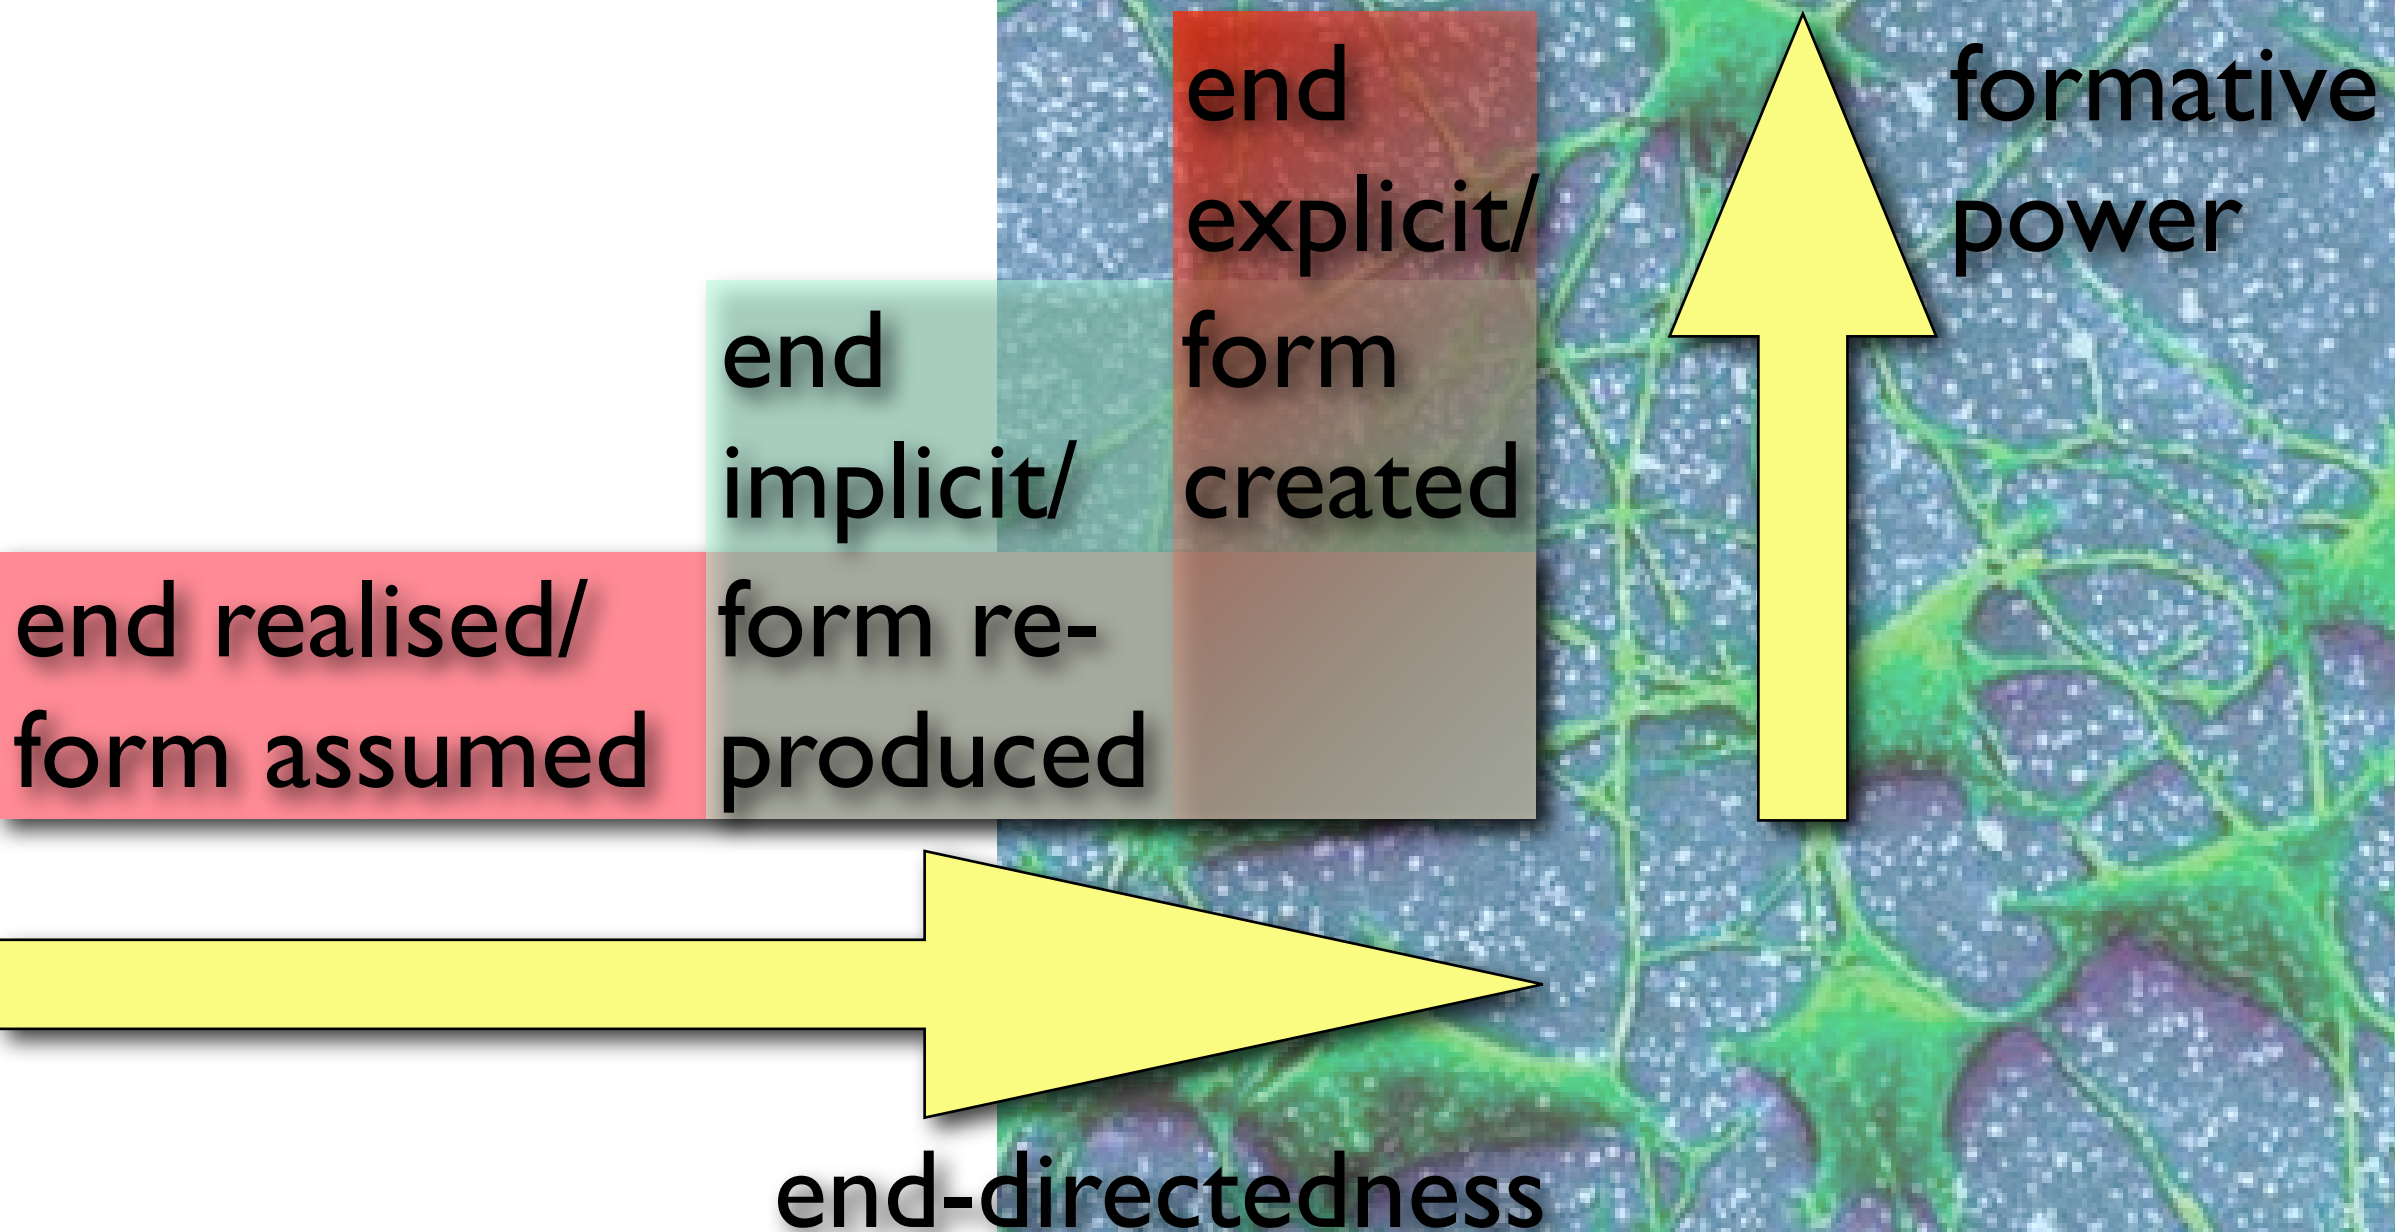 end
explicit/
form
created
formative
power
end
implicit/
form re-
produced
end realised/
form assumed
end-directedness